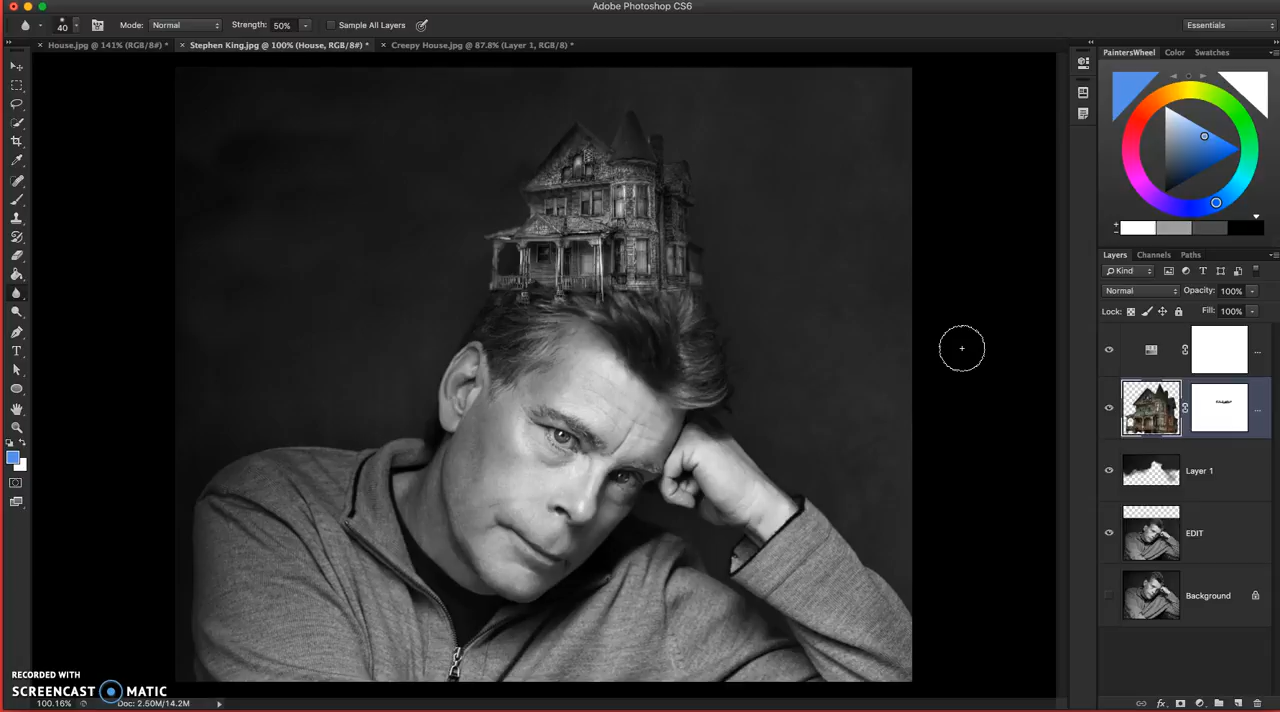 Adobe Photoshop CS6
40 Mode: Normal Strength: 50% Sample All Layers Essentials
House.jpg @ 141% (RGB/8#) * Stephen King.jpg @ 100% (House, RGB/8#) * Creepy House.jpg @ 87.8% (Layer 1, RGB/8) *
PaintersWheel Color Swatches
Layers Channels Paths
Kind
Normal Opacity: 100%
Lock: Fill: 100%
...
...
Layer 1
EDIT
Background
RECORDED WITH
SCREENCAST MATIC
100.16% Doc: 2.50M/14.2M